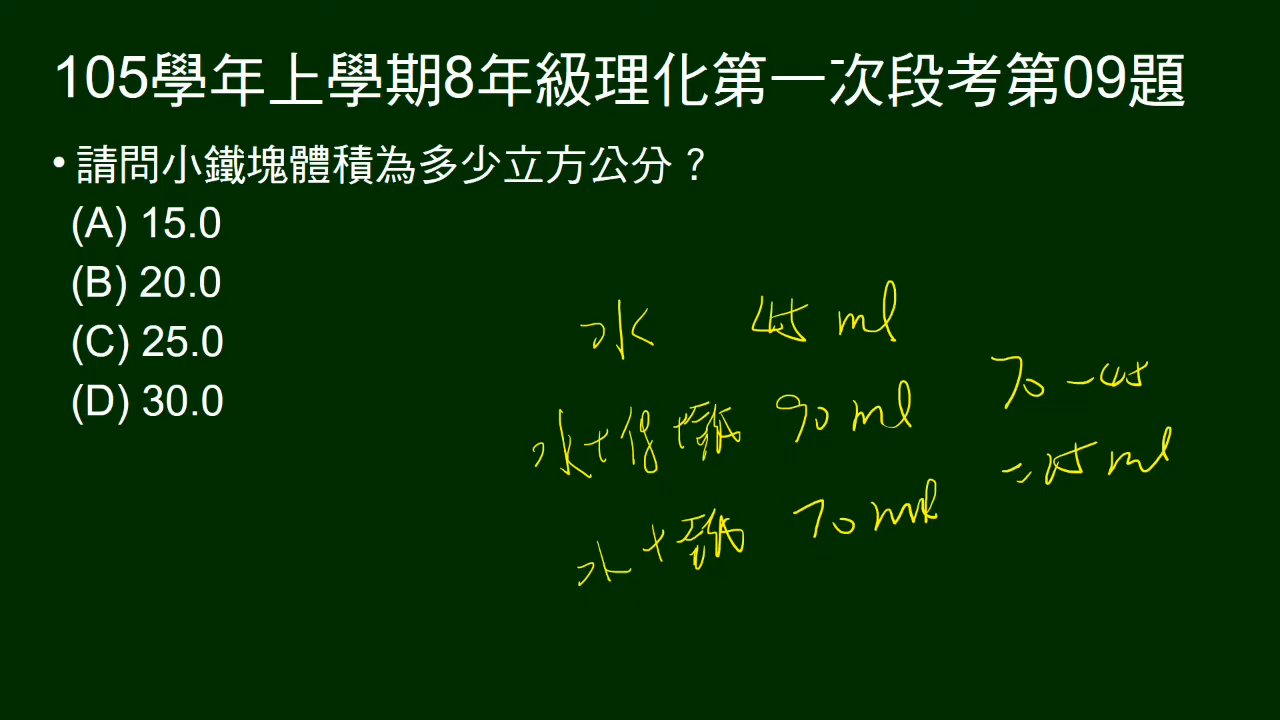 105學年上學期8年級理化第一次段考第09題
• 請問小鐵塊體積為多少立方公分？
(A) 15.0
(B) 20.0
(C) 25.0
(D) 30.0
水 45 ml
水+保+鐵 90 ml
水+鐵 70 ml
70-45
=25 ml